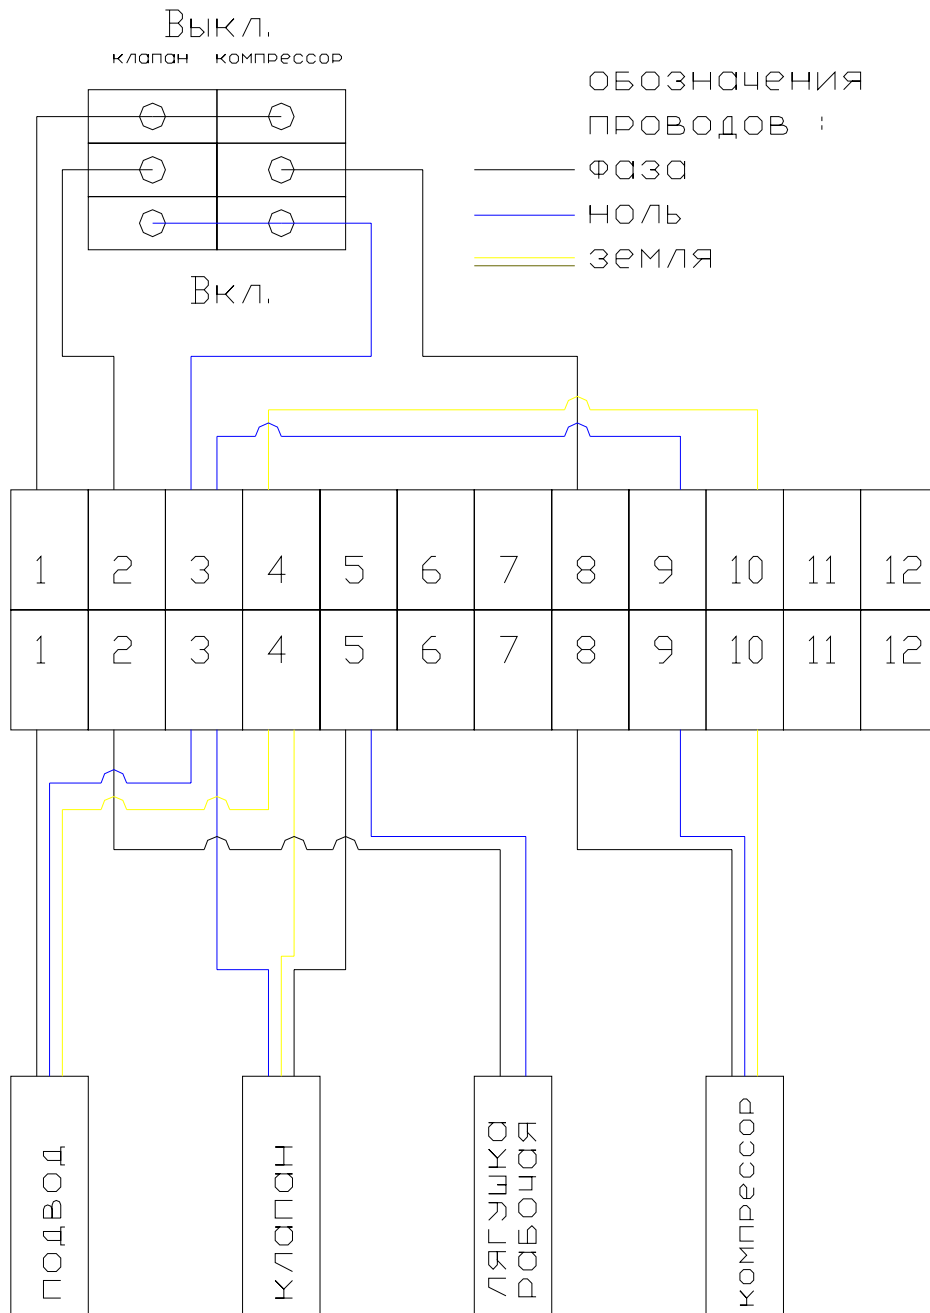 Выкл.
клапан компрессор
обозначения
проводов :
фаза
ноль
земля
Вкл.
1 2 3 4 5 6 7 8 9 10 11 12
1 2 3 4 5 6 7 8 9 10 11 12
подвод
клапан
лягушка
рабочая
компрессор